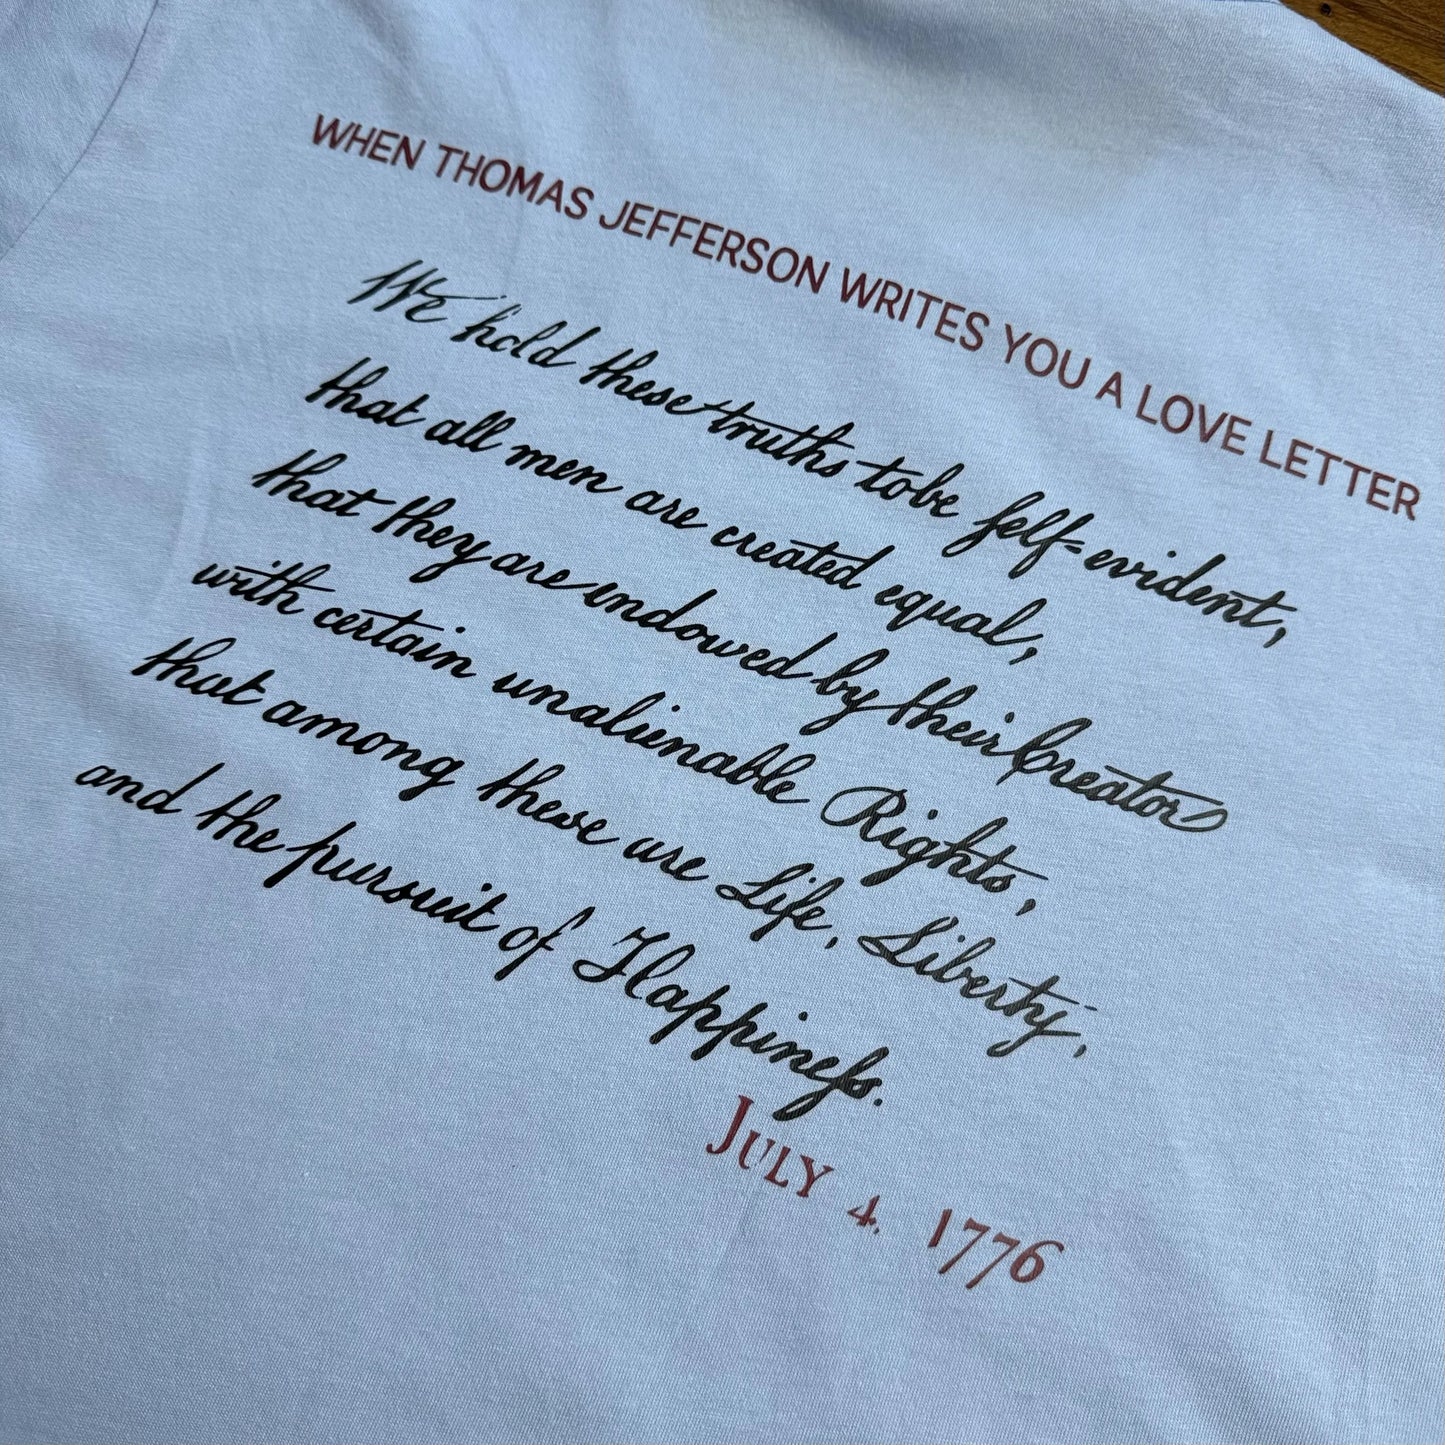 WHEN THOMAS JEFFERSON WRITES YOU A LOVE LETTER
We hold these truths to be ſelf-evident,
that all men are created equal,
that they are endowed by their Creator
with certain unalienable Rights,
that among these are Life, Liberty,
and the pursuit of Happineſs.
JULY 4, 1776